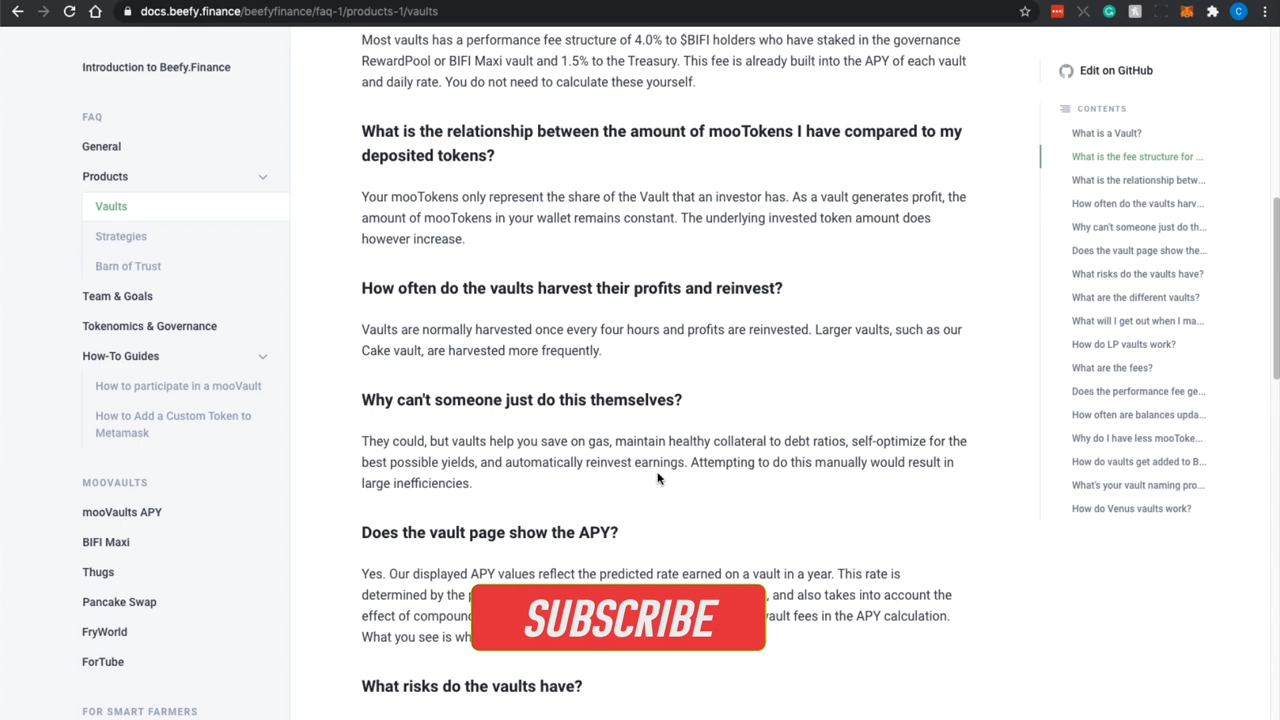 docs.beefy.finance/beefyfinance/faq-1/products-1/vaults
C
Introduction to Beefy.Finance
FAQ
General
Products
Vaults
Strategies
Barn of Trust
Team & Goals
Tokenomics & Governance
How-To Guides
How to participate in a mooVault
How to Add a Custom Token to
Metamask
MOOVAULTS
mooVaults APY
BIFI Maxi
Thugs
Pancake Swap
FryWorld
ForTube
FOR SMART FARMERS
Most vaults has a performance fee structure of 4.0% to $BIFI holders who have staked in the governance
RewardPool or BIFI Maxi vault and 1.5% to the Treasury. This fee is already built into the APY of each vault
and daily rate. You do not need to calculate these yourself.
What is the relationship between the amount of mooTokens I have compared to my
deposited tokens?
Your mooTokens only represent the share of the Vault that an investor has. As a vault generates profit, the
amount of mooTokens in your wallet remains constant. The underlying invested token amount does
however increase.
How often do the vaults harvest their profits and reinvest?
Vaults are normally harvested once every four hours and profits are reinvested. Larger vaults, such as our
Cake vault, are harvested more frequently.
Why can't someone just do this themselves?
They could, but vaults help you save on gas, maintain healthy collateral to debt ratios, self-optimize for the
best possible yields, and automatically reinvest earnings. Attempting to do this manually would result in
large inefficiencies.
Does the vault page show the APY?
Yes. Our displayed APY values reflect the predicted rate earned on a vault in a year. This rate is
determined by the , and also takes into account the
effect of vault fees in the APY calculation.
What you see is
SUBSCRIBE
What risks do the vaults have?
Edit on GitHub
CONTENTS
What is a Vault?
What is the fee structure for ...
What is the relationship betw...
How often do the vaults harv...
Why can't someone just do th...
Does the vault page show the...
What risks do the vaults have?
What are the different vaults?
What will I get out when I ma...
How do LP vaults work?
What are the fees?
Does the performance fee ge...
How often are balances upda...
Why do I have less mooToke...
How do vaults get added to B...
What's your vault naming pro...
How do Venus vaults work?